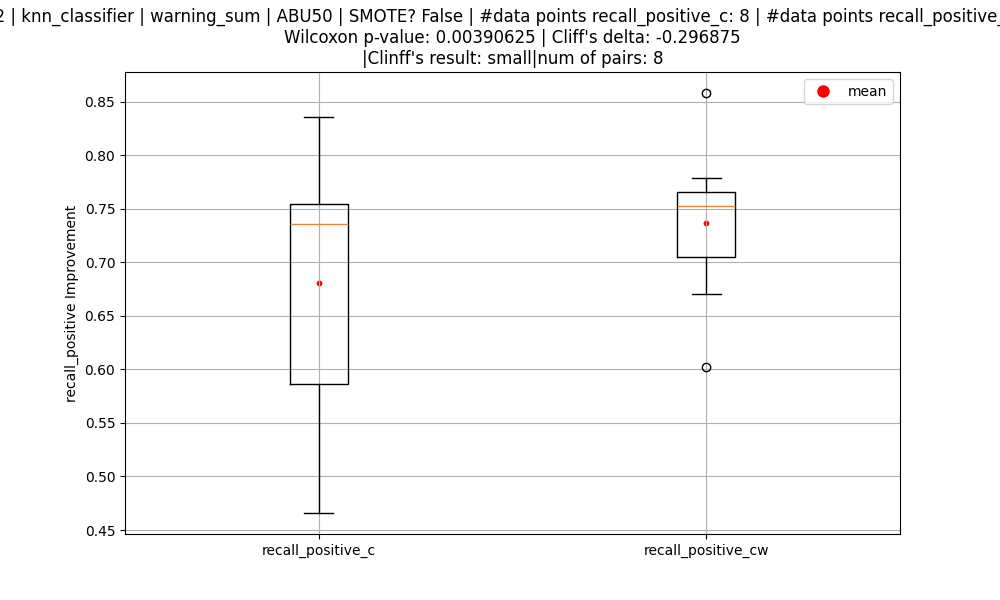 2 | knn_classifier | warning_sum | ABU50 | SMOTE? False | #data points recall_positive_c: 8 | #data points recall_positive_
Wilcoxon p-value: 0.00390625 | Cliff's delta: -0.296875
|Clinff's result: small|num of pairs: 8
mean
0.85
0.80
0.75
0.70
0.65
0.60
0.55
0.50
0.45
recall_positive Improvement
recall_positive_c
recall_positive_cw